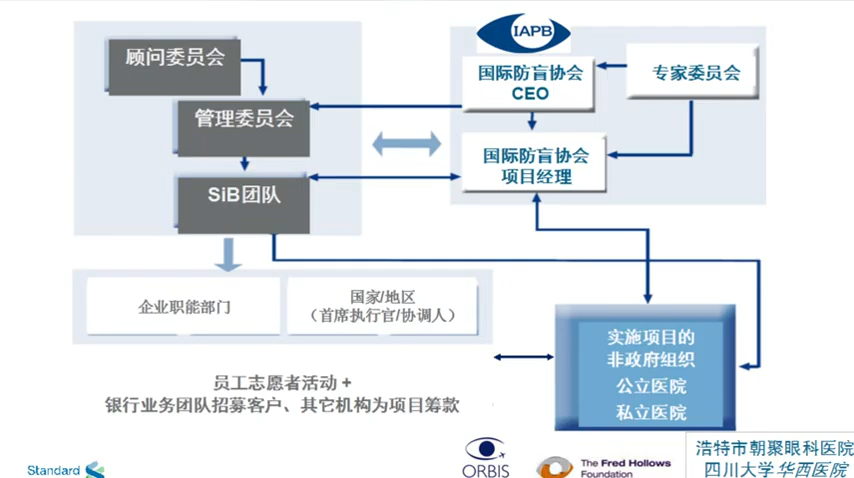 顾问委员会
管理委员会
SiB团队
IAPB
国际防盲协会
CEO
专家委员会
国际防盲协会
项目经理
企业职能部门
国家/地区
（首席执行官/协调人）
员工志愿者活动 +
银行业务团队招募客户、其它机构为项目筹款
实施项目的
非政府组织
公立医院
私立医院
Standard
ORBIS
The Fred Hollows
Foundation
浩特市朝聚眼科医院
四川大学华西医院